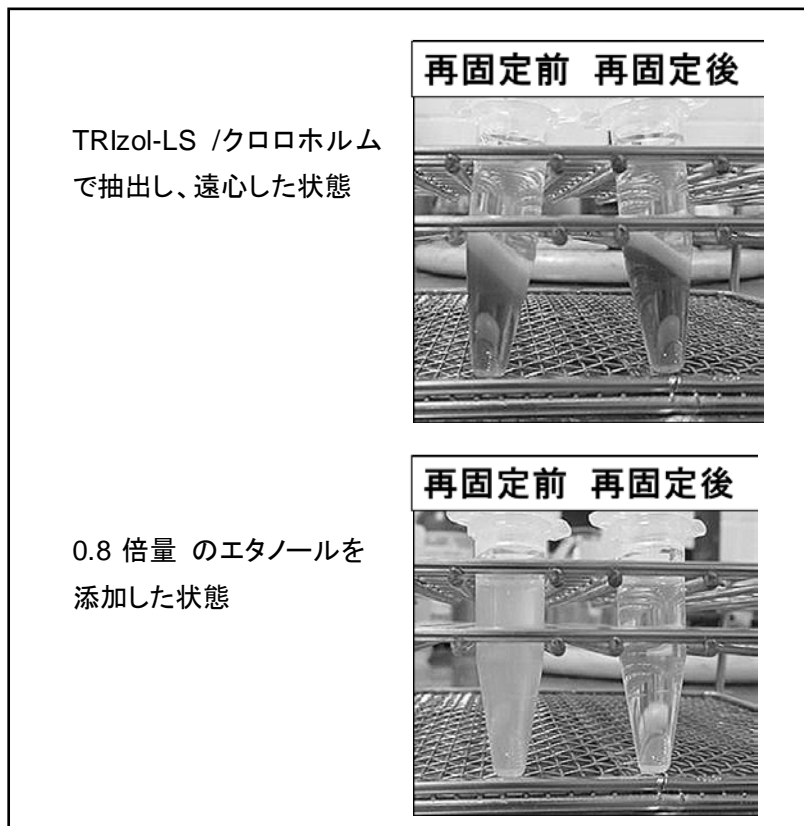 再固定前 再固定後
TRIzol-LS /クロロホルム
で抽出し、遠心した状態
再固定前 再固定後
0.8 倍量 のエタノールを
添加した状態